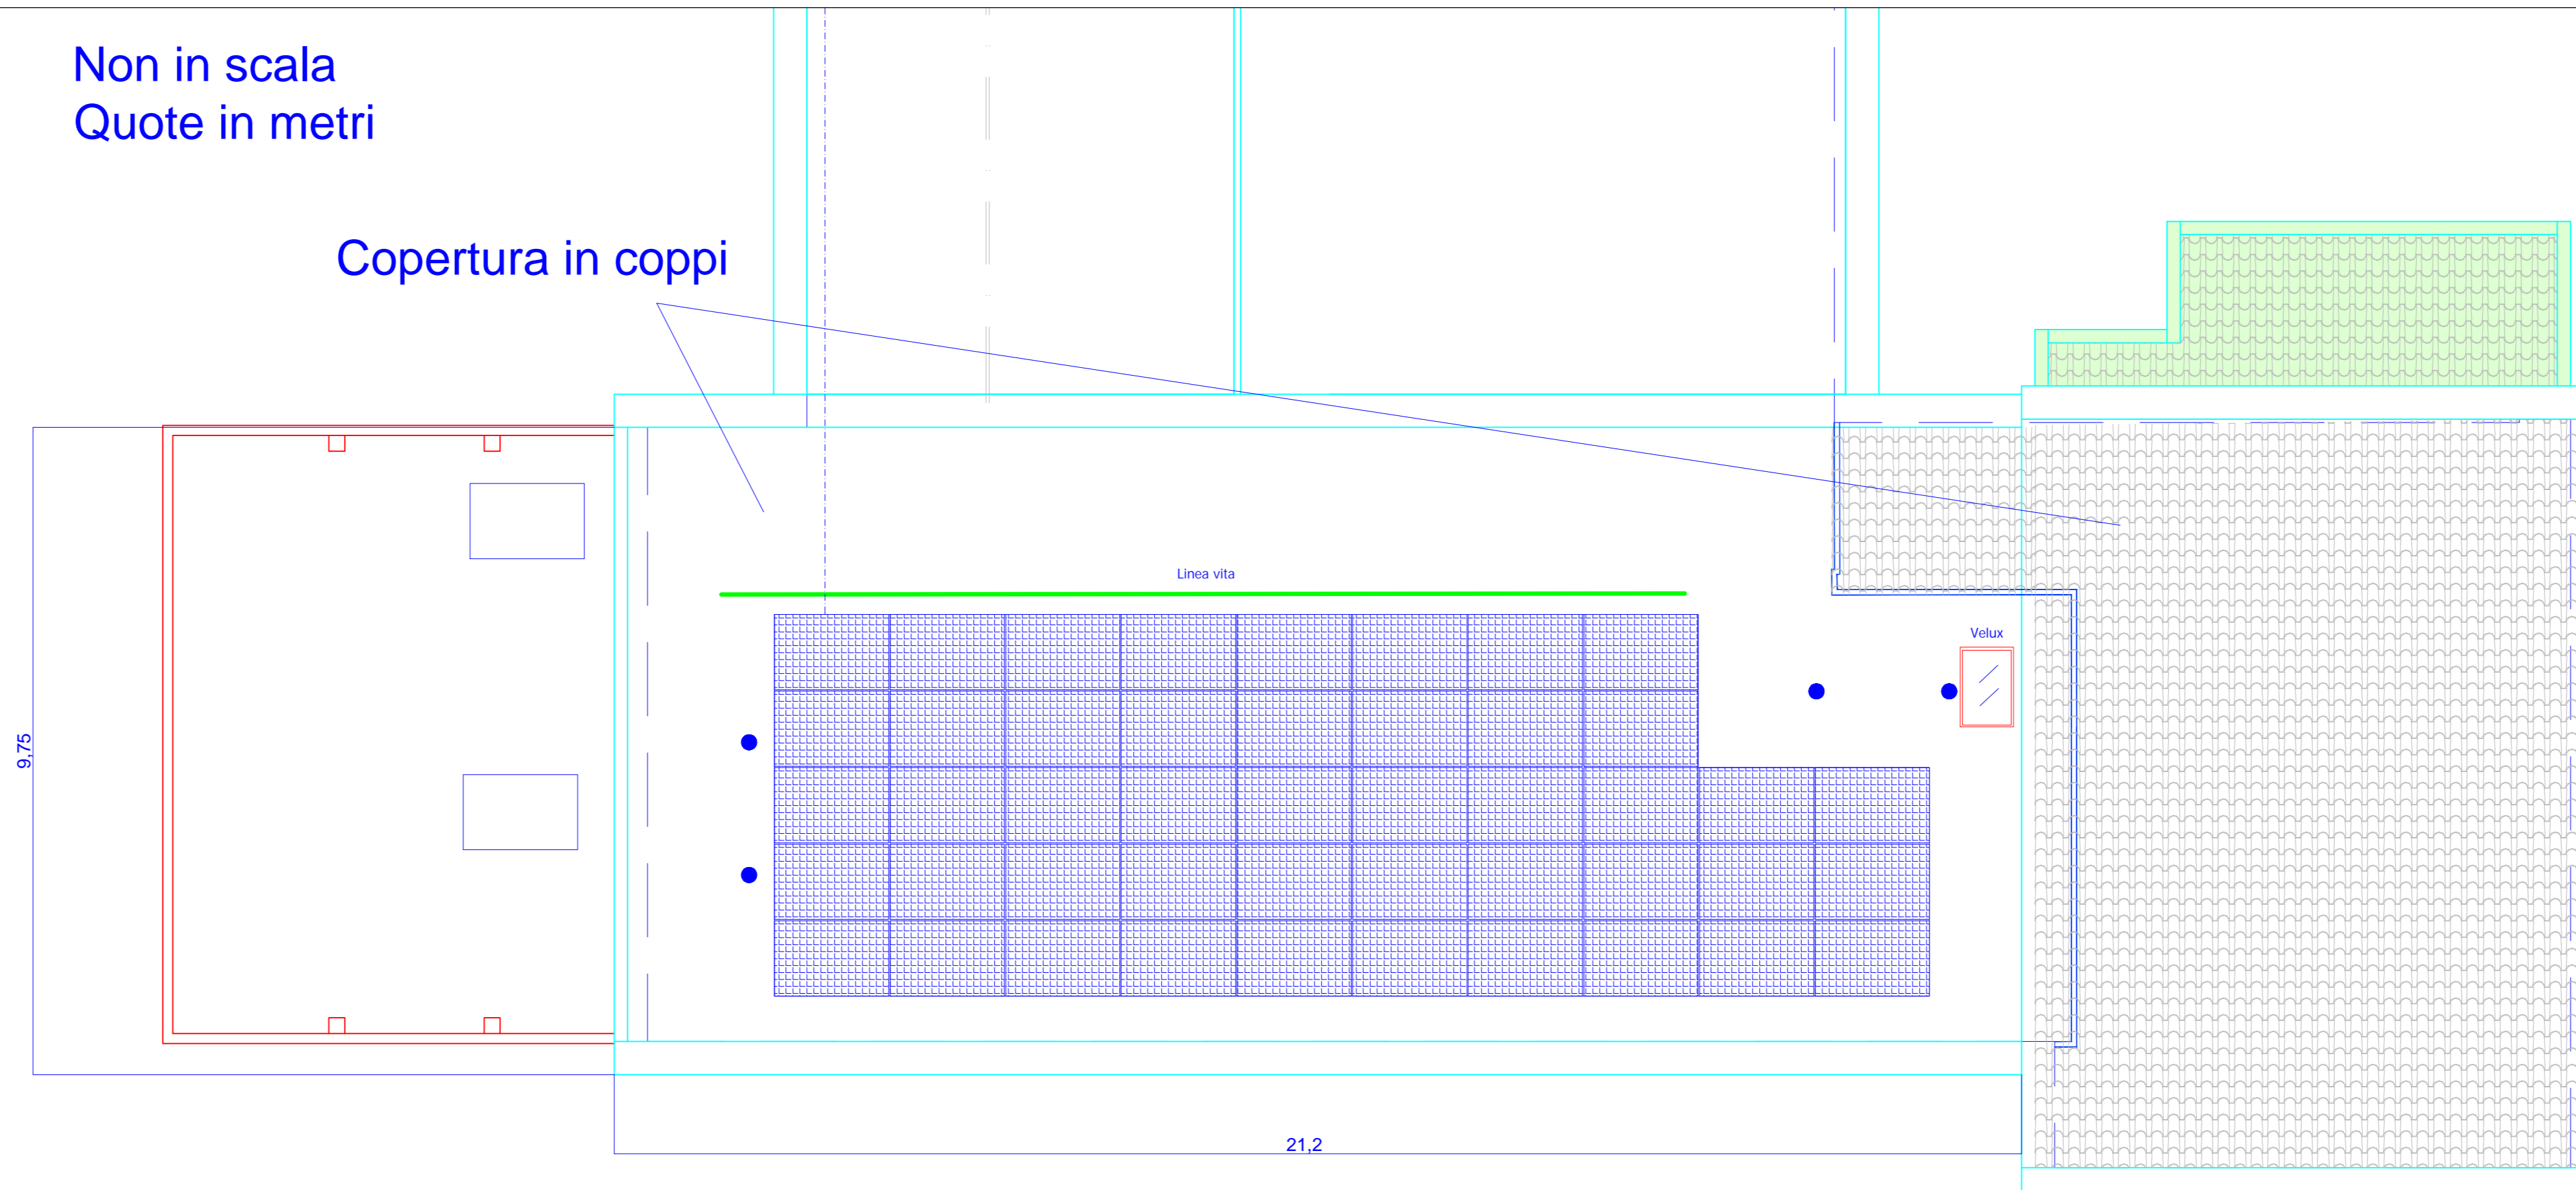 Non in scala
Quote in metri
Copertura in coppi
Linea vita
Velux
9,75
21,2